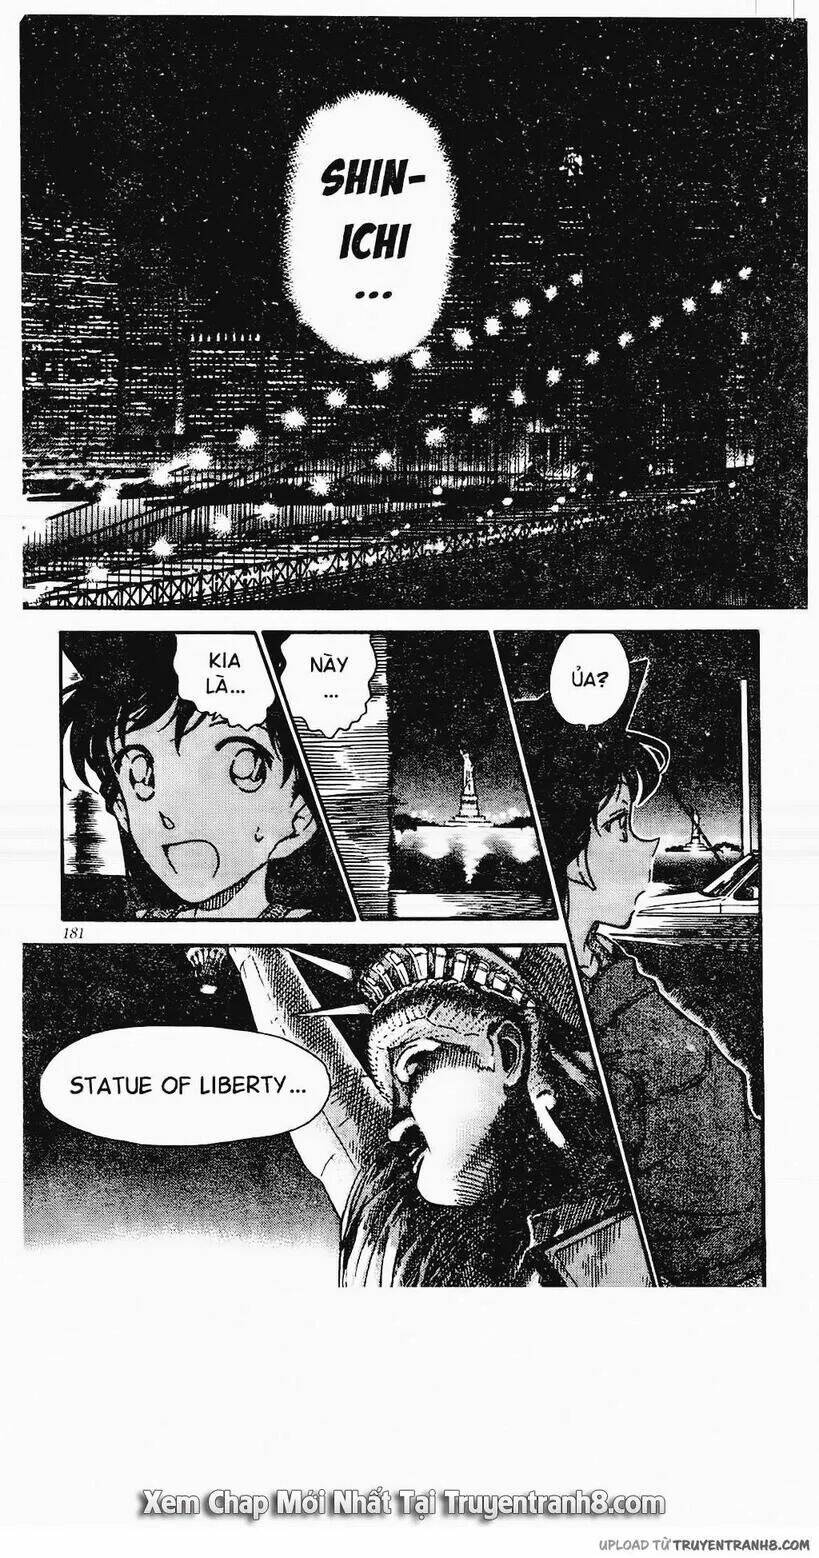 SHIN-
ICHI
...
ỦA?
NÀY
...
KIA
LÀ...
181
STATUE OF LIBERTY...
Xem Chap Mới Nhất Tại Truyentranh8.com
UPLOAD TỪ TRUYENTRANH8.COM